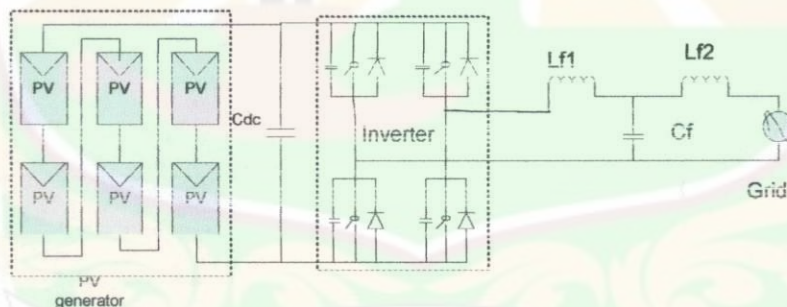 PV PV PV
Cdc
Lf1
Lf2
Inverter
Cf
PV PV PV
Grid
PV
generator